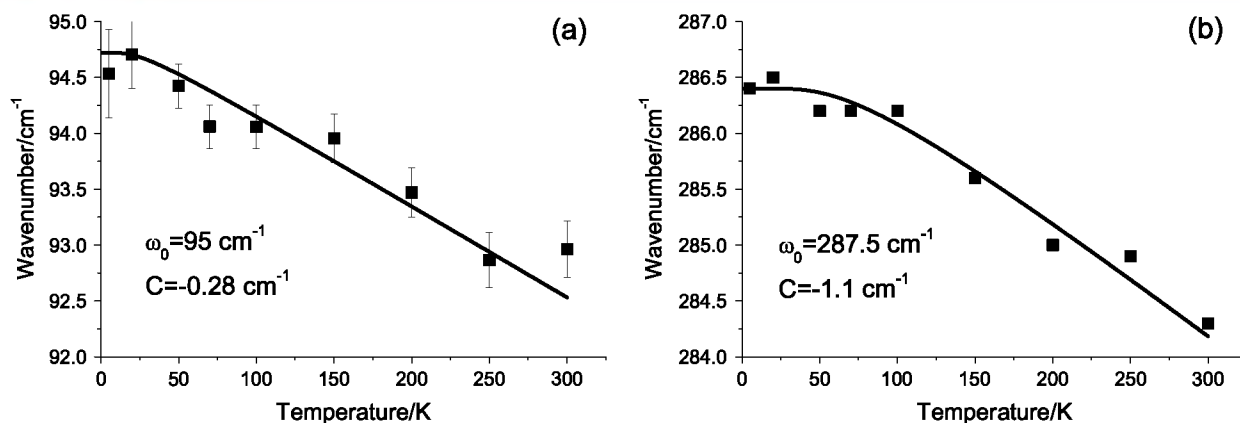 (a)
95.0
94.5
94.0
93.5
93.0
92.5
92.0
Wavenumber/cm⁻¹
ω₀=95 cm⁻¹
C=-0.28 cm⁻¹
0 50 100 150 200 250 300
Temperature/K
(b)
286.5
286.0
285.5
285.0
284.5
284.0
Wavenumber/cm⁻¹
ω₀=287.5 cm⁻¹
C=-1.1 cm⁻¹
0 50 100 150 200 250 300
Temperature/K